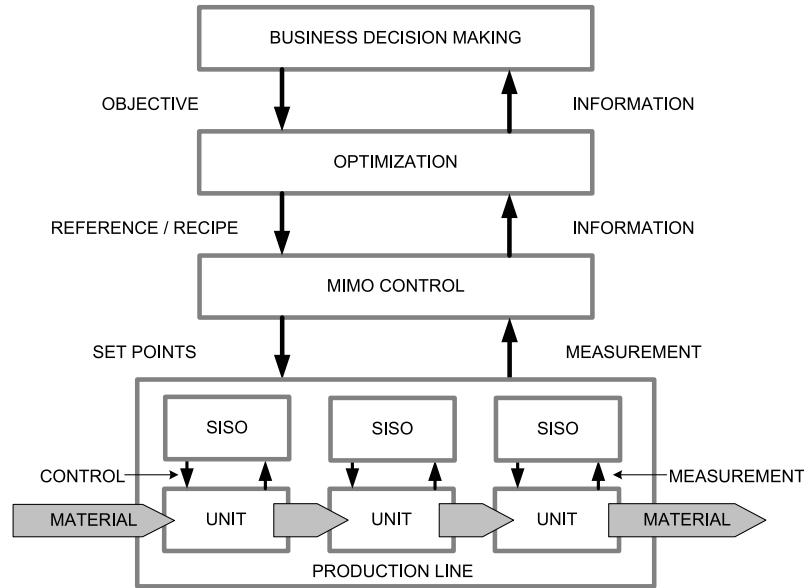 BUSINESS DECISION MAKING
OBJECTIVE
INFORMATION
OPTIMIZATION
REFERENCE / RECIPE
INFORMATION
MIMO CONTROL
SET POINTS
MEASUREMENT
SISO
SISO
SISO
CONTROL
MEASUREMENT
MATERIAL
UNIT
UNIT
UNIT
MATERIAL
PRODUCTION LINE